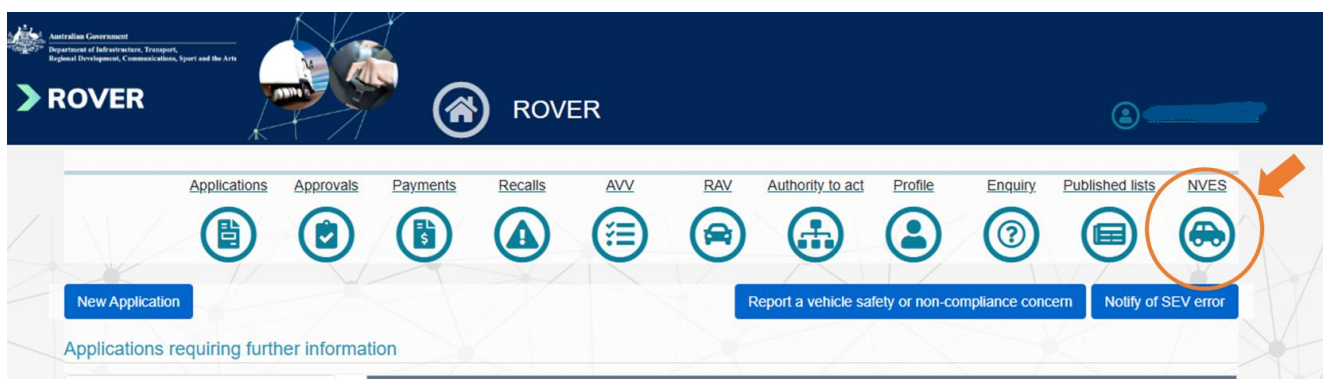 Australian Government
Department of Infrastructure, Transport,
Regional Development, Communications, Sport and the Arts
ROVER
ROVER
Applications Approvals Payments Recalls AVV RAV Authority to act Profile Enquiry Published lists NVES
New Application Report a vehicle safety or non-compliance concern Notify of SEV error
Applications requiring further information